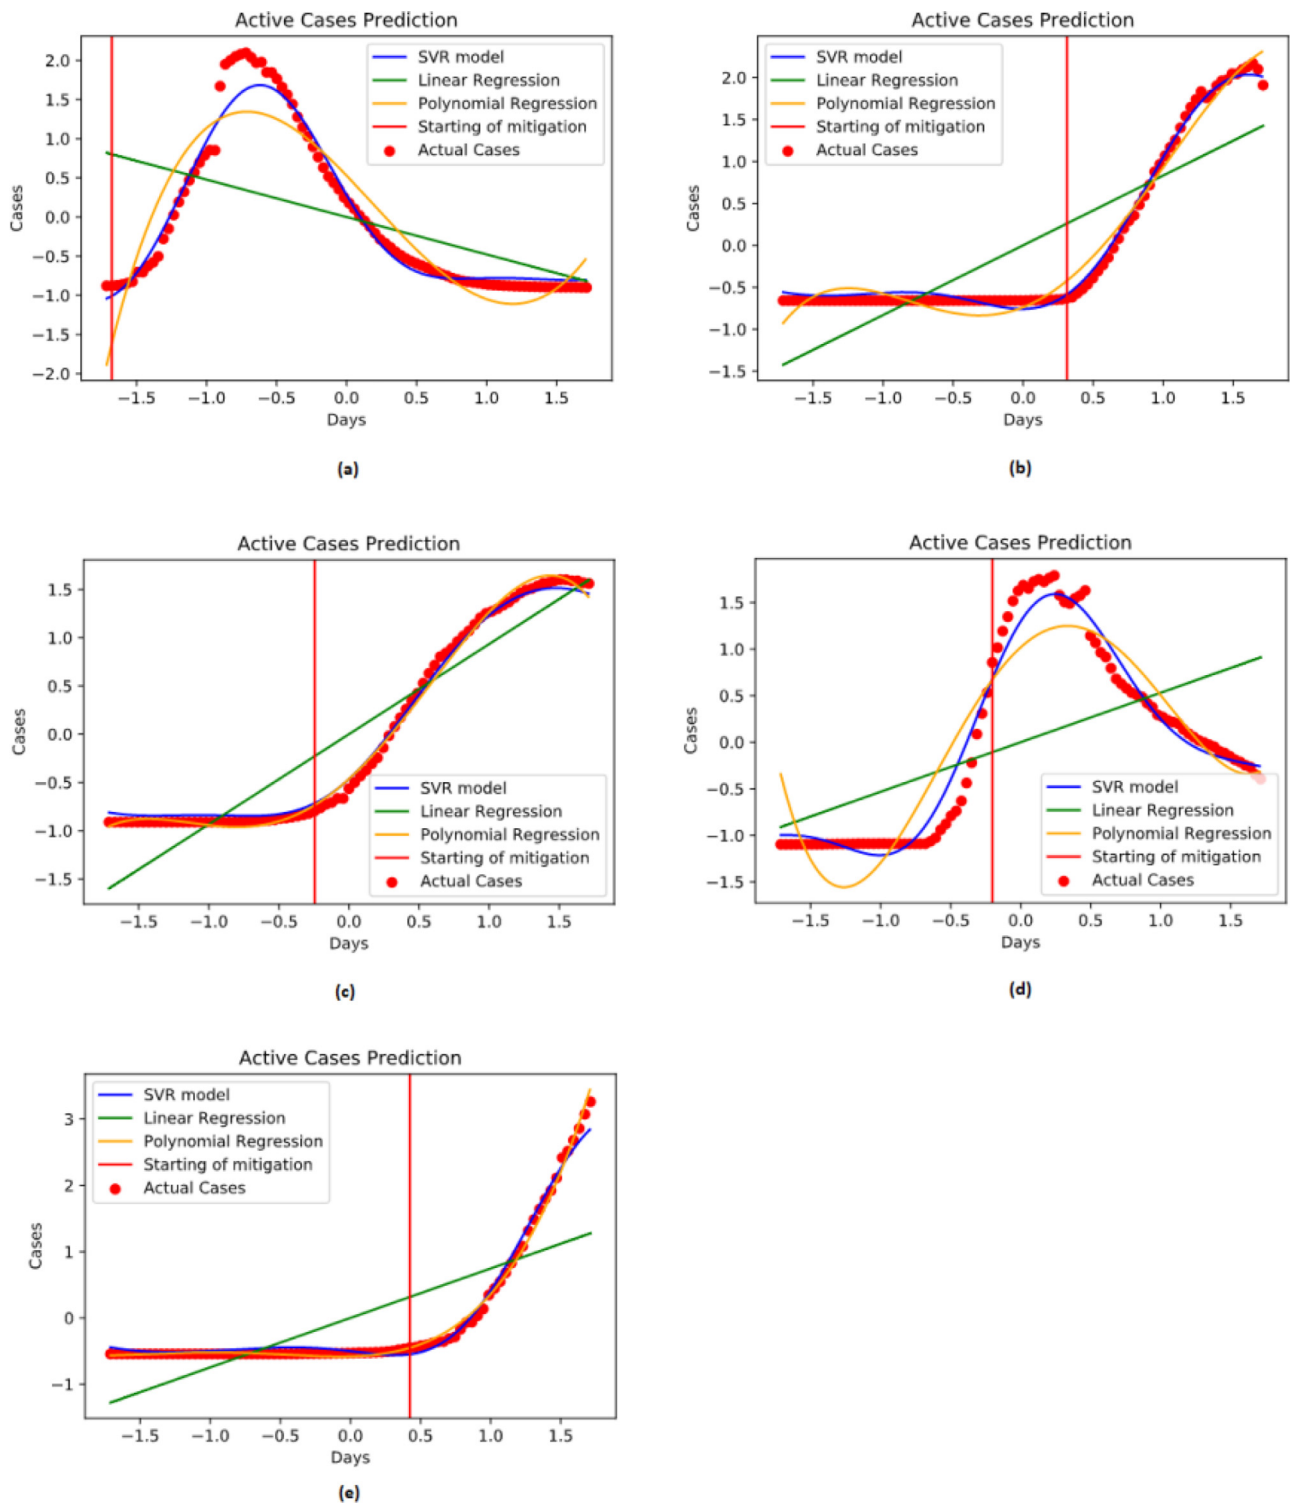 Active Cases Prediction
2.0
1.5
1.0
0.5
0.0
−0.5
−1.0
−1.5
−2.0
Cases
SVR model
Linear Regression
Polynomial Regression
Starting of mitigation
Actual Cases
−1.5 −1.0 −0.5 0.0 0.5 1.0 1.5
Days
(a)
Active Cases Prediction
2.0
1.5
1.0
0.5
0.0
−0.5
−1.0
−1.5
Cases
SVR model
Linear Regression
Polynomial Regression
Starting of mitigation
Actual Cases
−1.5 −1.0 −0.5 0.0 0.5 1.0 1.5
Days
(b)
Active Cases Prediction
1.5
1.0
0.5
0.0
−0.5
−1.0
−1.5
Cases
SVR model
Linear Regression
Polynomial Regression
Starting of mitigation
Actual Cases
−1.5 −1.0 −0.5 0.0 0.5 1.0 1.5
Days
(c)
Active Cases Prediction
1.5
1.0
0.5
0.0
−0.5
−1.0
−1.5
Cases
SVR model
Linear Regression
Polynomial Regression
Starting of mitigation
Actual Cases
−1.5 −1.0 −0.5 0.0 0.5 1.0 1.5
Days
(d)
Active Cases Prediction
3
2
1
0
−1
Cases
SVR model
Linear Regression
Polynomial Regression
Starting of mitigation
Actual Cases
−1.5 −1.0 −0.5 0.0 0.5 1.0 1.5
Days
(e)